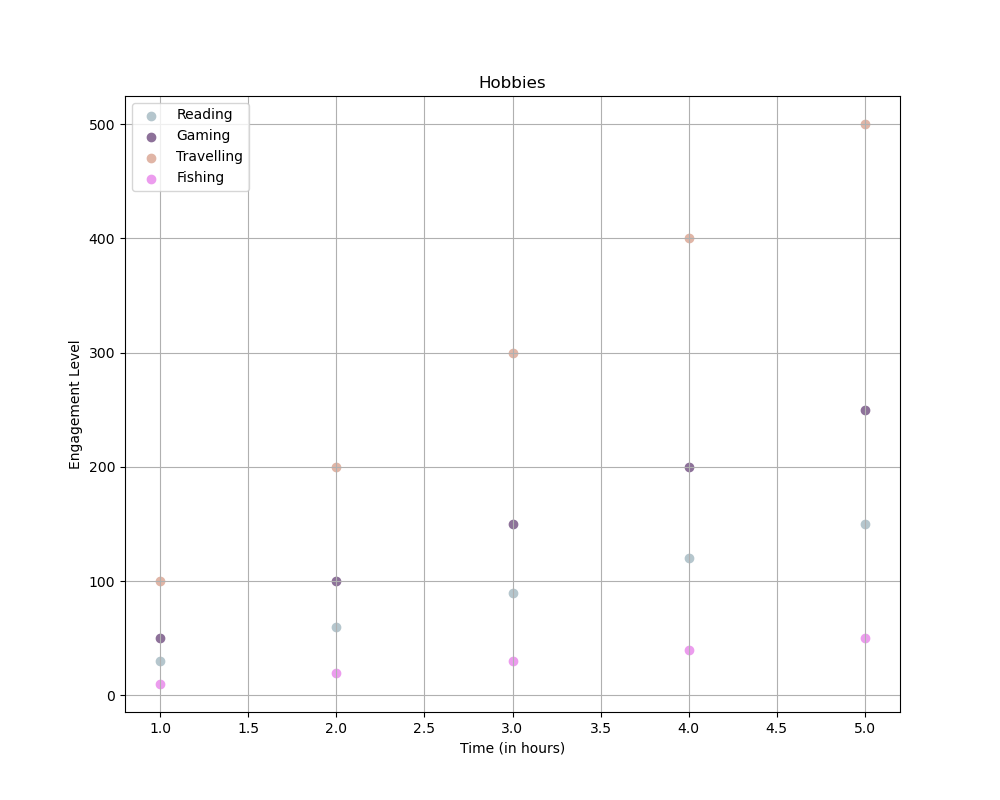 Hobbies
Reading
Gaming
Travelling
Fishing
500
400
300
200
100
0
Engagement Level
1.0 1.5 2.0 2.5 3.0 3.5 4.0 4.5 5.0
Time (in hours)